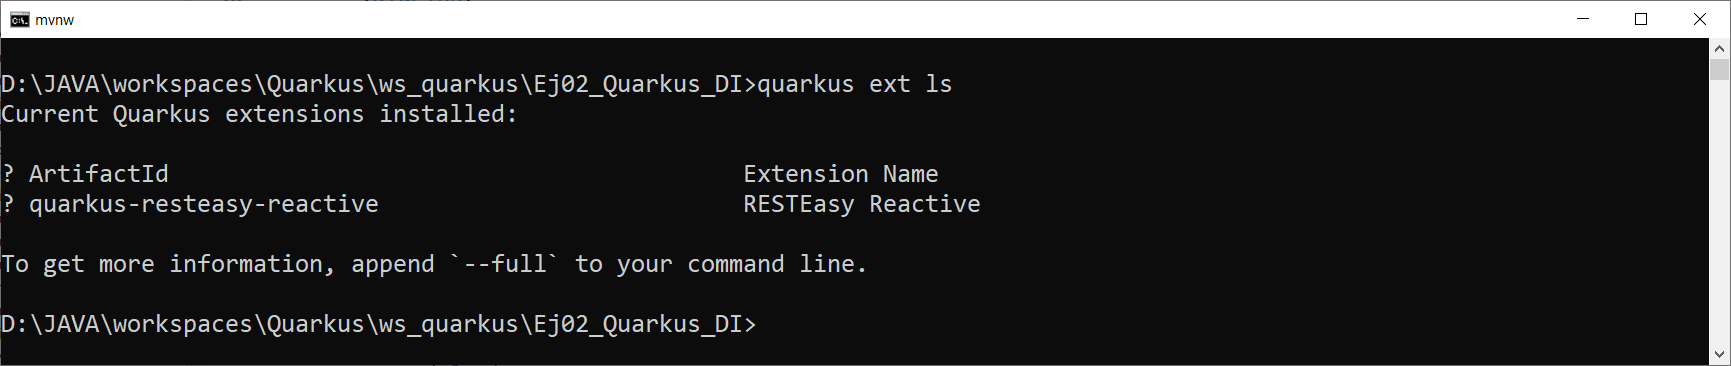 mvnw
D:\JAVA\workspaces\Quarkus\ws_quarkus\Ej02_Quarkus_DI>quarkus ext ls
Current Quarkus extensions installed:
? ArtifactId                                         Extension Name
? quarkus-resteasy-reactive                          RESTEasy Reactive
To get more information, append `--full` to your command line.
D:\JAVA\workspaces\Quarkus\ws_quarkus\Ej02_Quarkus_DI>